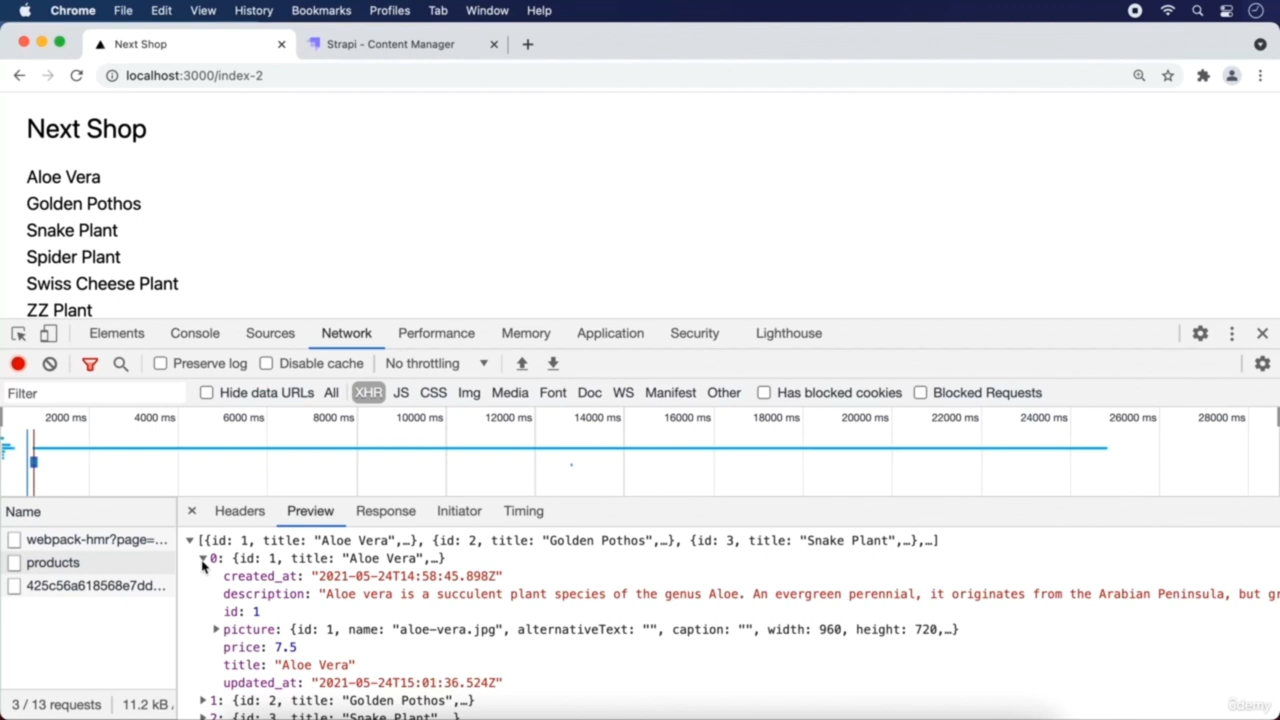 Chrome File Edit View History Bookmarks Profiles Tab Window Help
Next Shop
Strapi - Content Manager
localhost:3000/index-2
Next Shop
Aloe Vera
Golden Pothos
Snake Plant
Spider Plant
Swiss Cheese Plant
ZZ Plant
Elements Console Sources Network Performance Memory Application Security Lighthouse
Preserve log Disable cache No throttling
Filter Hide data URLs All XHR JS CSS Img Media Font Doc WS Manifest Other Has blocked cookies Blocked Requests
2000 ms 4000 ms 6000 ms 8000 ms 10000 ms 12000 ms 14000 ms 16000 ms 18000 ms 20000 ms 22000 ms 24000 ms 26000 ms 28000 ms
Name Headers Preview Response Initiator Timing
webpack-hmr?page=...
products
425c56a618568e7dd...
[{id: 1, title: "Aloe Vera",…}, {id: 2, title: "Golden Pothos",…}, {id: 3, title: "Snake Plant",…},…]
0: {id: 1, title: "Aloe Vera",…}
created_at: "2021-05-24T14:58:45.898Z"
description: "Aloe vera is a succulent plant species of the genus Aloe. An evergreen perennial, it originates from the Arabian Peninsula, but gr
id: 1
picture: {id: 1, name: "aloe-vera.jpg", alternativeText: "", caption: "", width: 960, height: 720,…}
price: 7.5
title: "Aloe Vera"
updated_at: "2021-05-24T15:01:36.524Z"
1: {id: 2, title: "Golden Pothos",…}
2: {id: 3, title: "Snake Plant",…}
3 / 13 requests 11.2 kB
ûdemy